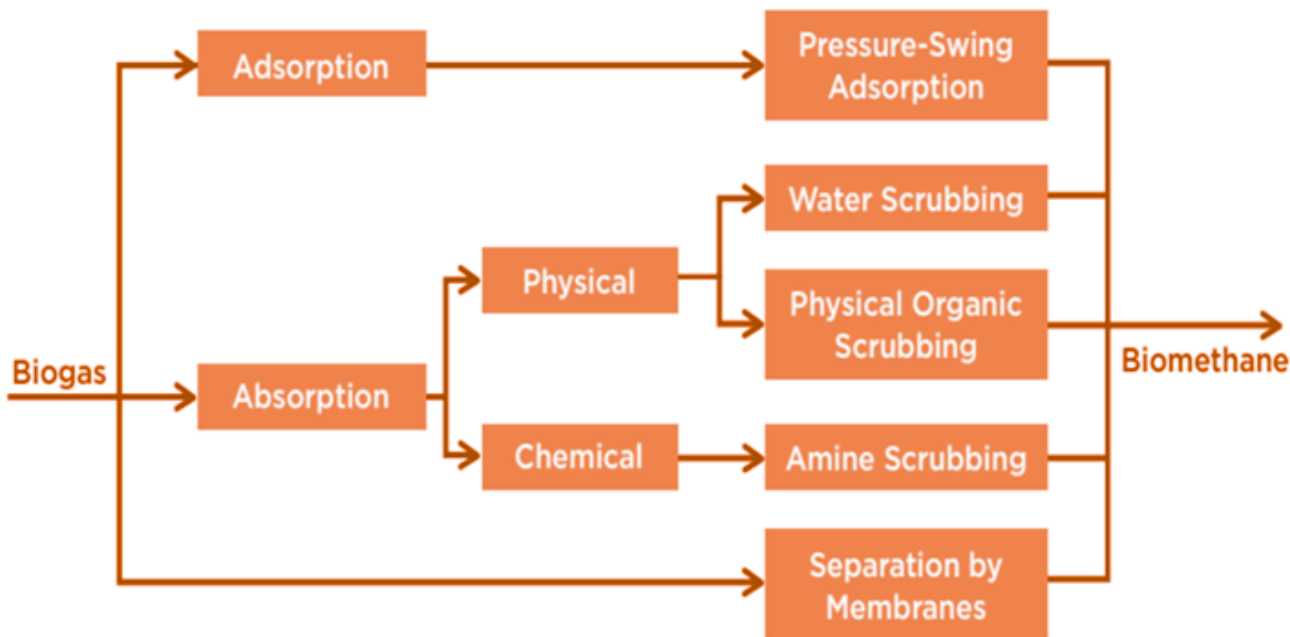 Adsorption
Pressure-Swing
Adsorption
Water Scrubbing
Physical
Physical Organic
Scrubbing
Biogas
Absorption
Biomethane
Chemical
Amine Scrubbing
Separation by
Membranes